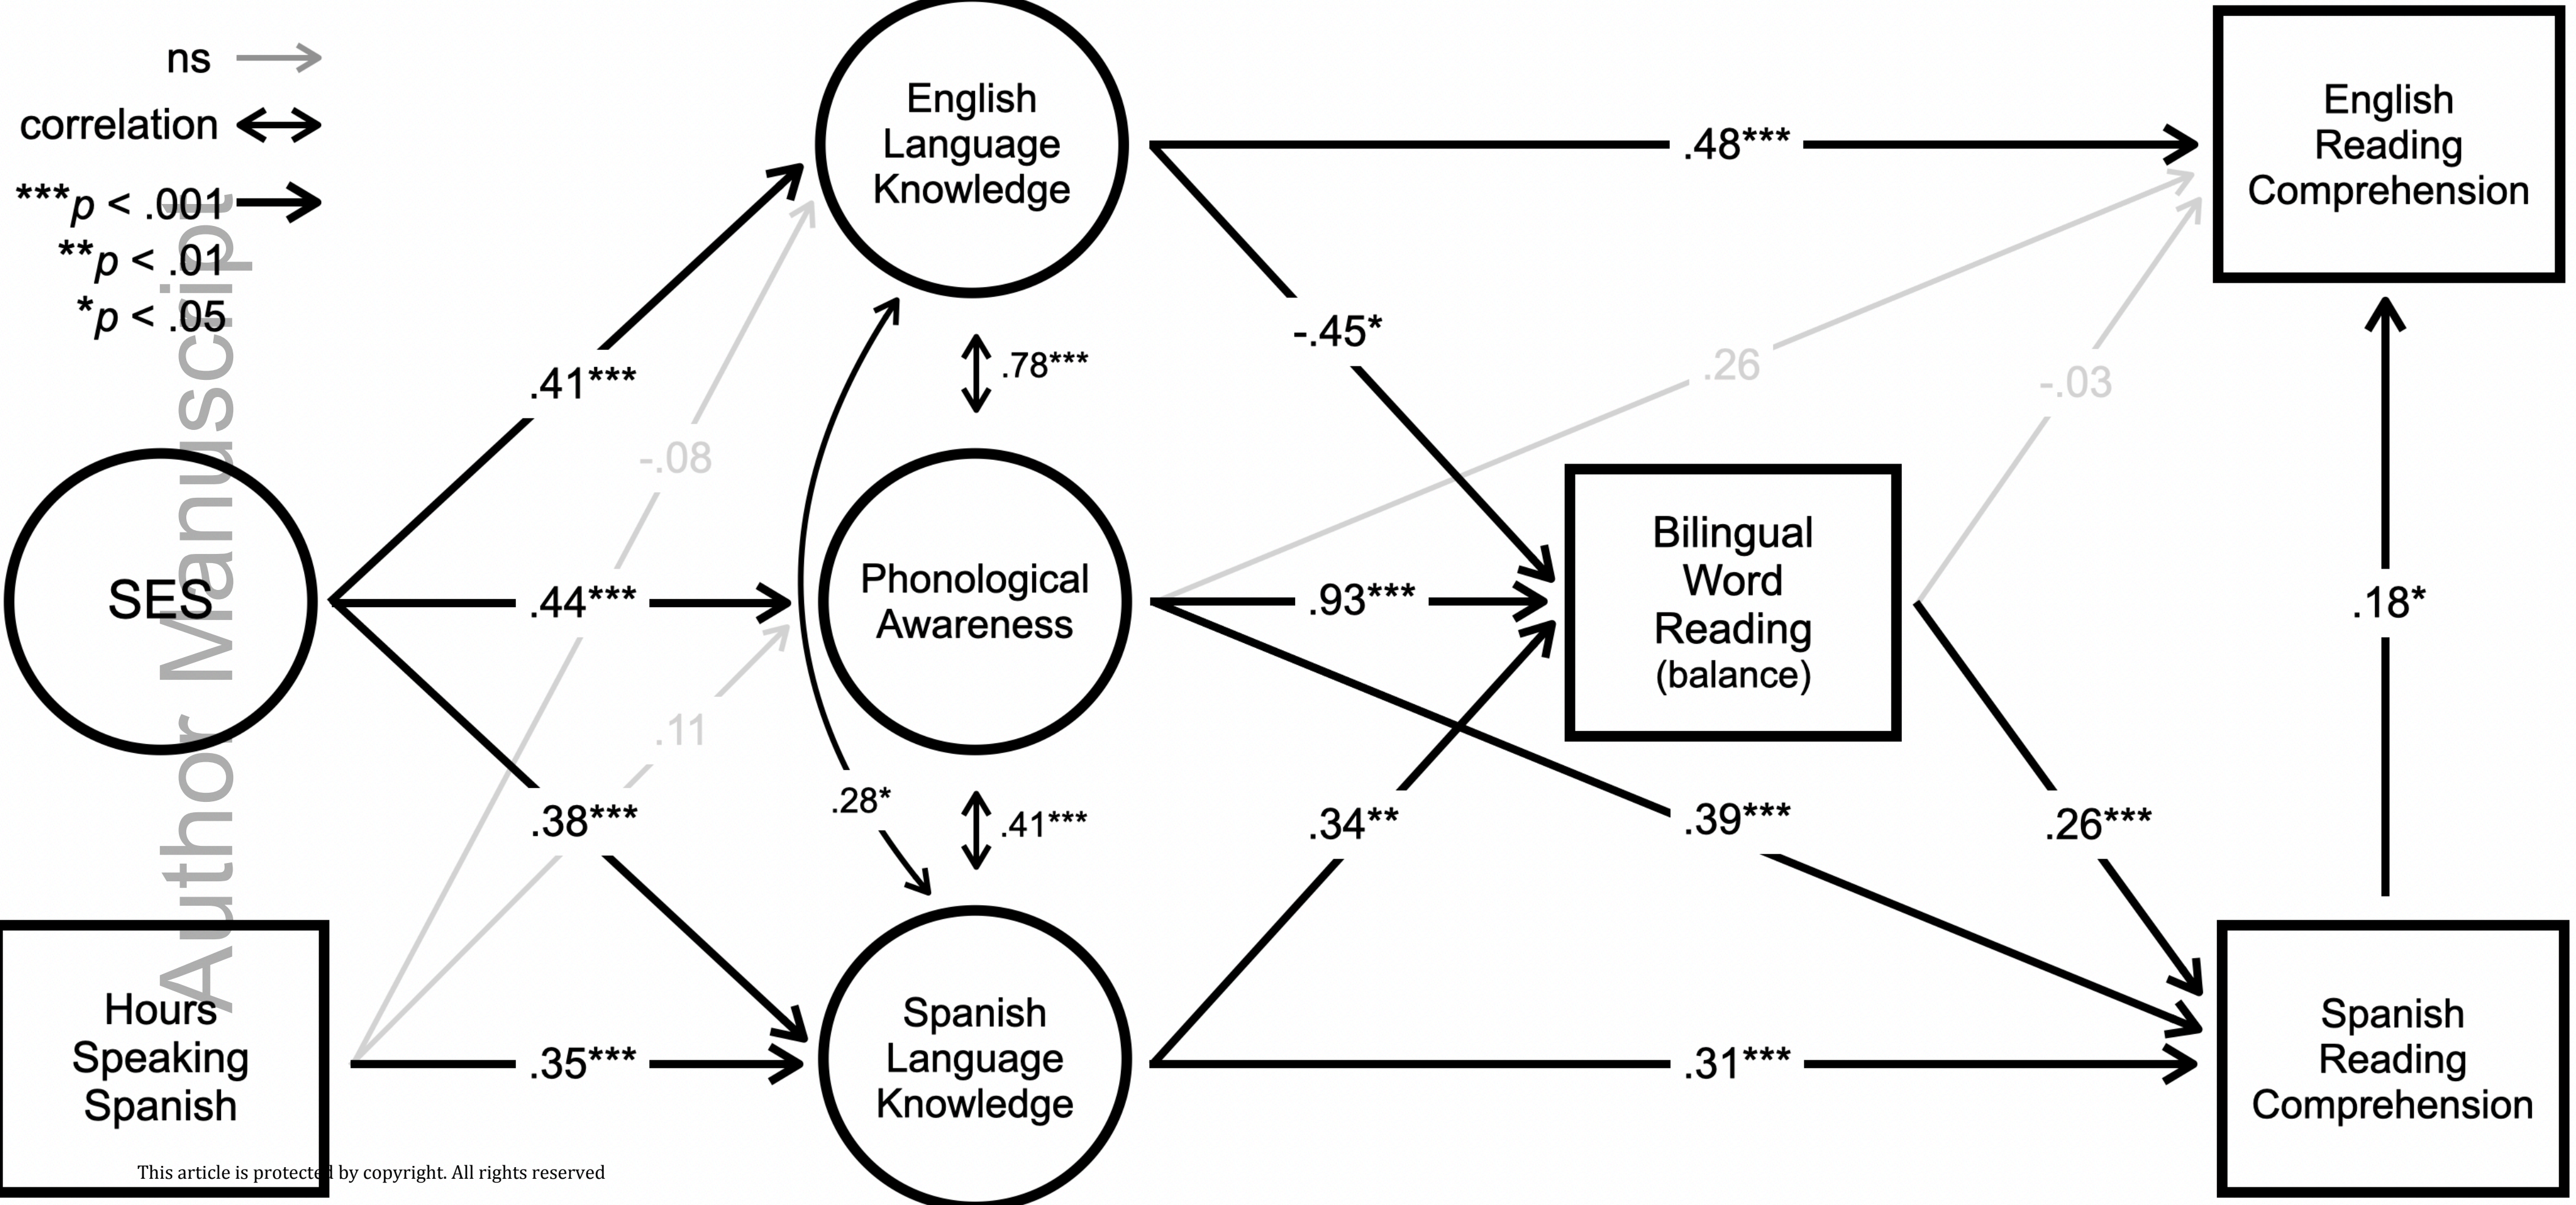 ns
correlation
***p < .001
**p < .01
*p < .05
Author Manuscript
SES
Hours
Speaking
Spanish
.41***
-.08
.44***
.11
.38***
.35***
English
Language
Knowledge
.78***
Phonological
Awareness
.28*
.41***
Spanish
Language
Knowledge
.48***
-.45*
.26
-.03
.93***
.34**
.39***
.26***
.31***
Bilingual
Word
Reading
(balance)
English
Reading
Comprehension
.18*
Spanish
Reading
Comprehension
This article is protected by copyright. All rights reserved